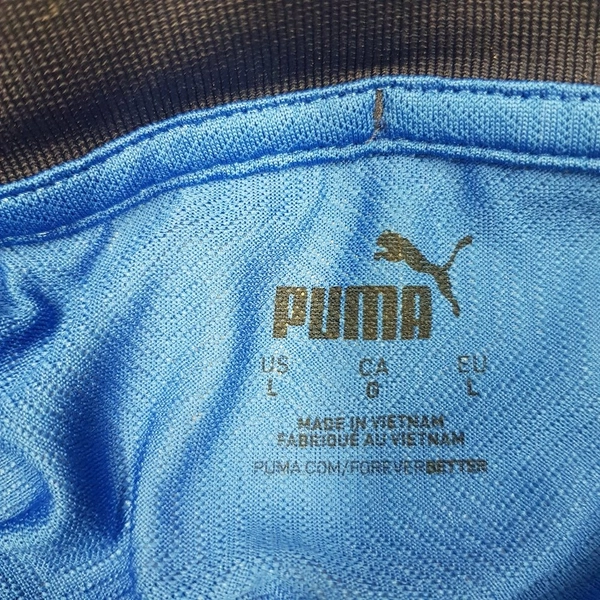 PUMA
US CA EU
L G L
MADE IN VIETNAM
FABRIQUÉ AU VIETNAM
PUMA.COM/FOREVERBETTER